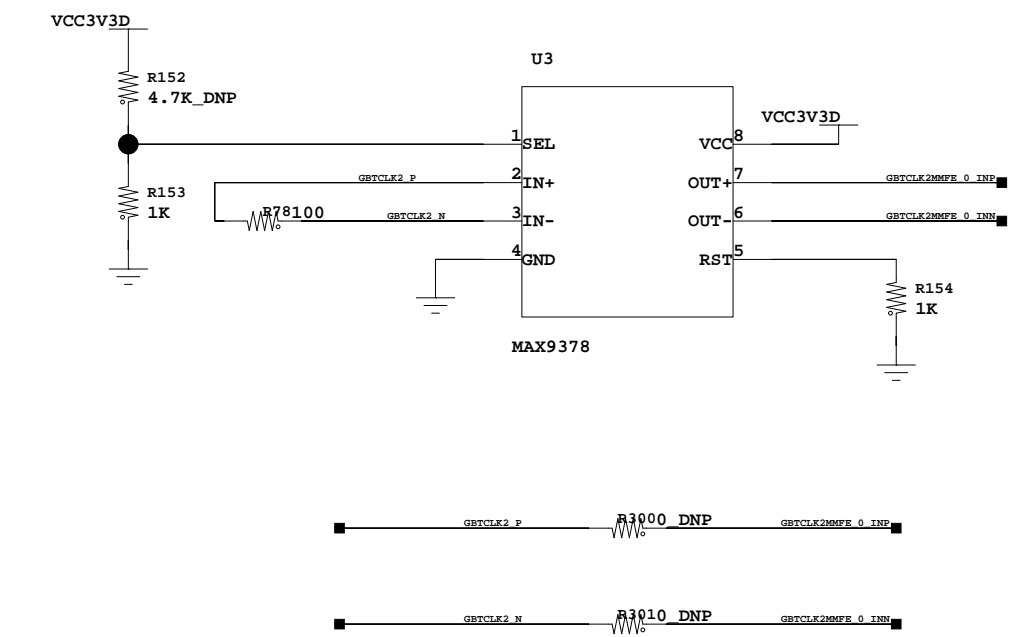 VCC3V3D
R152
4.7K_DNP
R153
1K
U3
MAX9378
1 SEL
2 IN+
3 IN-
4 GND
VCC 8
OUT+ 7
OUT- 6
RST 5
VCC3V3D
GBTCLK2_P
R78 100
GBTCLK2_N
GBTCLK2MMFE_0_INP
GBTCLK2MMFE_0_INN
R154
1K
GBTCLK2_P
R300 0_DNP
GBTCLK2MMFE_0_INP
GBTCLK2_N
R301 0_DNP
GBTCLK2MMFE_0_INN